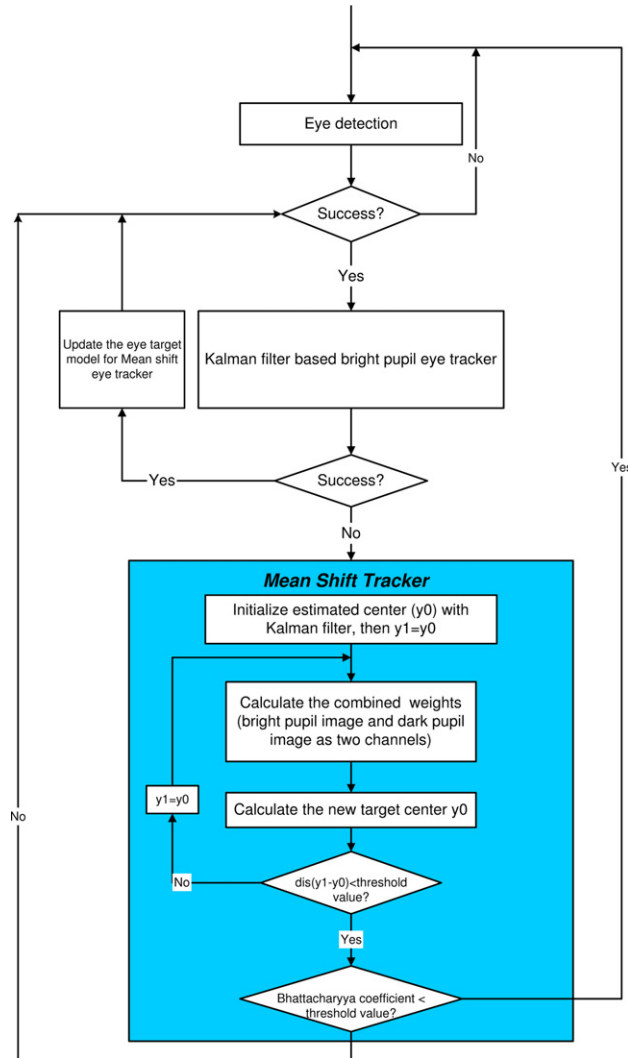 Eye detection
No
Success?
Yes
Update the eye target
model for Mean shift
eye tracker
Kalman filter based bright pupil eye tracker
Yes
Yes
Success?
No
Mean Shift Tracker
Initialize estimated center (y0) with
Kalman filter, then y1=y0
Calculate the combined weights
(bright pupil image and dark pupil
image as two channels)
y1=y0
No
Calculate the new target center y0
No
dis(y1-y0)<threshold
value?
Yes
Bhattacharyya coefficient <
threshold value?